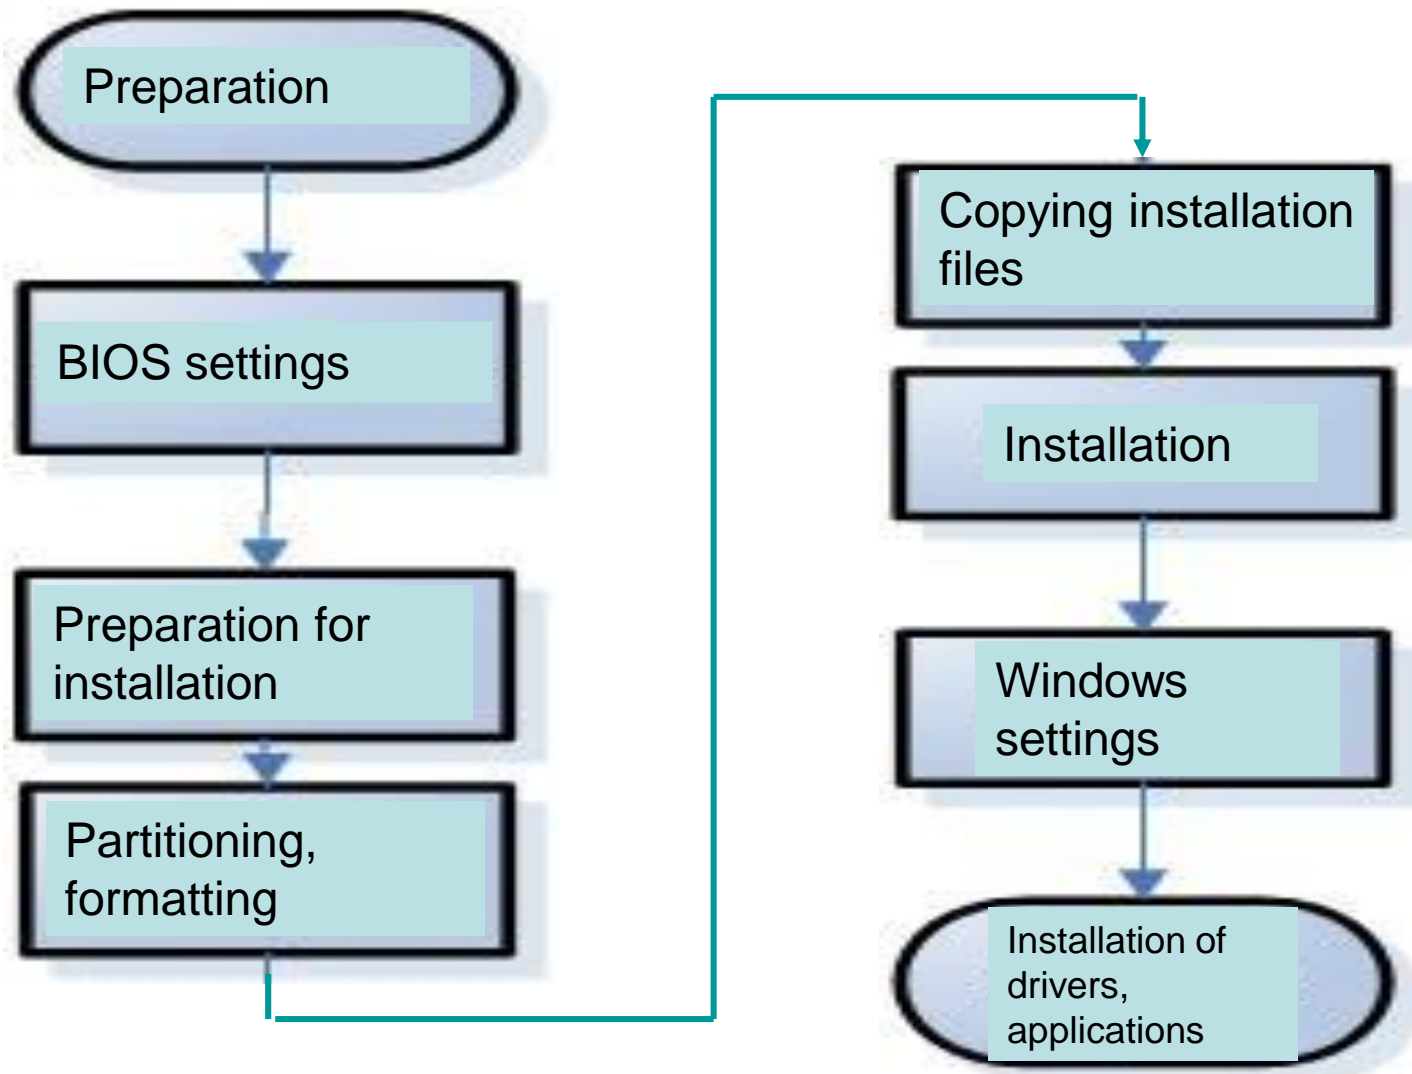 Preparation
BIOS settings
Preparation for
installation
Partitioning,
formatting
Copying installation
files
Installation
Windows
settings
Installation of
drivers,
applications